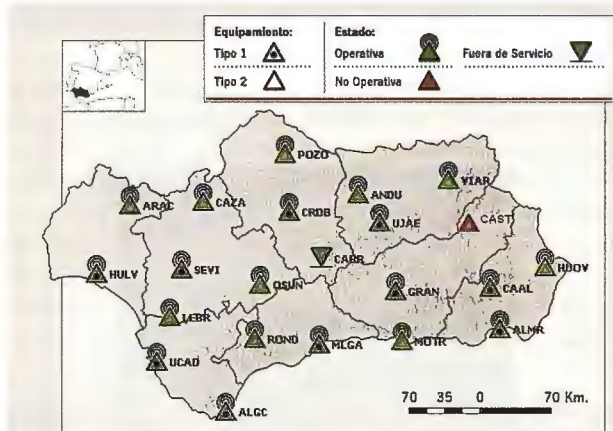 Equipamiento:
Estado:
Tipo 1
Operativa
Fuera de Servicio
Tipo 2
No Operativa
POZO
VIAR
ARAC
CAZA
ANDU
CRDB
UJAE
CAST
CABR
HULV
SEVI
OSUN
GRAN
CAAL
HUOV
LEBR
ROND
MLGA
MOTR
ALMR
UCAD
ALGC
70 35 0 70 Km.